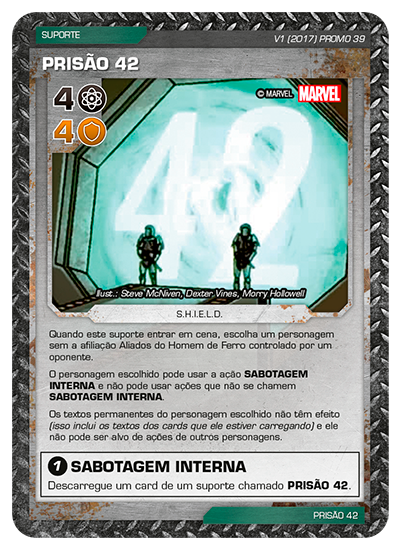 SUPORTE
V1 (2017) PROMO 39
PRISÃO 42
4
4
© MARVEL MARVEL
42
Ilust.: Steve McNiven, Dexter Vines, Morry Hollowell
S.H.I.E.L.D.
Quando este suporte entrar em cena, escolha um personagem
sem a afiliação Aliados do Homem de Ferro controlado por um
oponente.
O personagem escolhido pode usar a ação SABOTAGEM
INTERNA e não pode usar ações que não se chamem
SABOTAGEM INTERNA.
Os textos permanentes do personagem escolhido não têm efeito
(isso inclui os textos dos cards que ele estiver carregando) e ele
não pode ser alvo de ações de outros personagens.
1 SABOTAGEM INTERNA
Descarregue um card de um suporte chamado PRISÃO 42.
PRISÃO 42